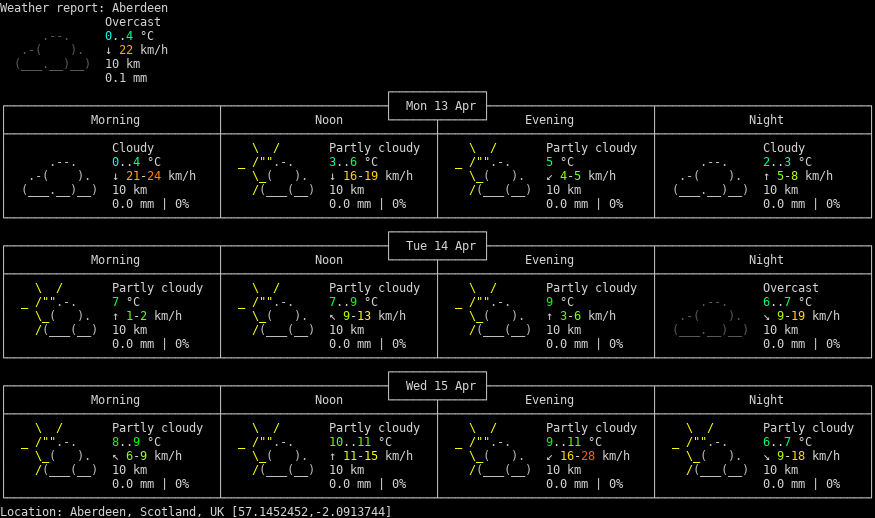 Weather report: Aberdeen
Overcast
0..4 °C
↓ 22 km/h
10 km
0.1 mm
Mon 13 Apr
Morning Noon Evening Night
Cloudy Partly cloudy Partly cloudy Cloudy
0..4 °C 3..6 °C 5 °C 2..3 °C
↓ 21-24 km/h ↓ 16-19 km/h ↙ 4-5 km/h ↑ 5-8 km/h
10 km 10 km 10 km 10 km
0.0 mm | 0% 0.0 mm | 0% 0.0 mm | 0% 0.0 mm | 0%
Tue 14 Apr
Morning Noon Evening Night
Partly cloudy Partly cloudy Partly cloudy Overcast
7 °C 7..9 °C 9 °C 6..7 °C
↑ 1-2 km/h ↖ 9-13 km/h ↑ 3-6 km/h ↘ 9-19 km/h
10 km 10 km 10 km 10 km
0.0 mm | 0% 0.0 mm | 0% 0.0 mm | 0% 0.0 mm | 0%
Wed 15 Apr
Morning Noon Evening Night
Partly cloudy Partly cloudy Partly cloudy Partly cloudy
8..9 °C 10..11 °C 9..11 °C 6..7 °C
↖ 6-9 km/h ↑ 11-15 km/h ↙ 16-28 km/h ↘ 9-18 km/h
10 km 10 km 10 km 10 km
0.0 mm | 0% 0.0 mm | 0% 0.0 mm | 0% 0.0 mm | 0%
Location: Aberdeen, Scotland, UK [57.1452452,-2.0913744]